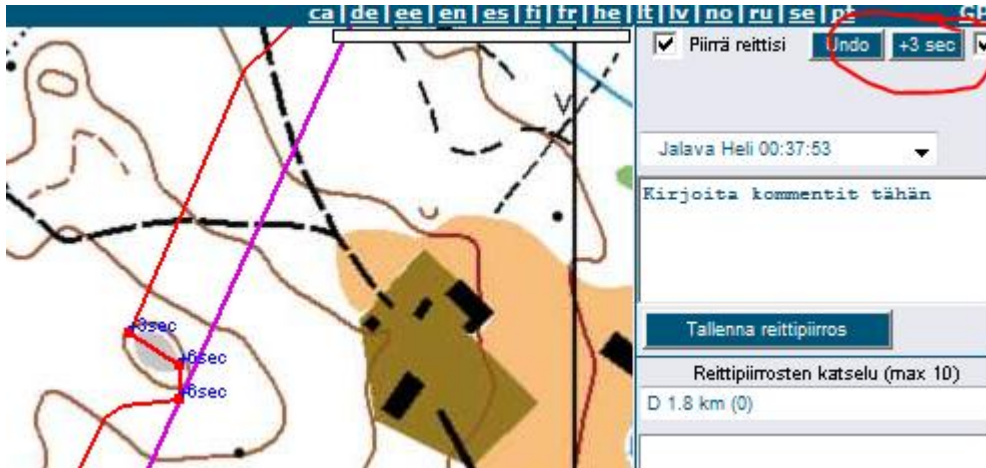 ca | de | ee | en | es | fi | fr | he | lt | lv | no | ru | se | pt
Piirrä reittisi Undo +3 sec
Jalava Heli 00:37:53
Kirjoita kommentit tähän
Tallenna reittipiirros
Reittipiirrosten katselu (max 10)
D 1.8 km (0)
+3sec
+6sec
+6sec